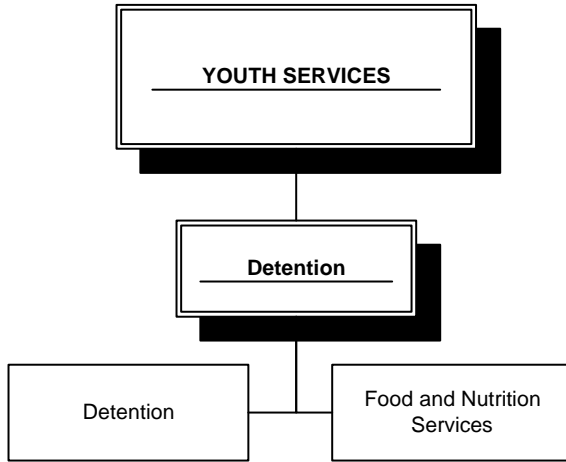 YOUTH SERVICES
Detention
Detention
Food and Nutrition
Services